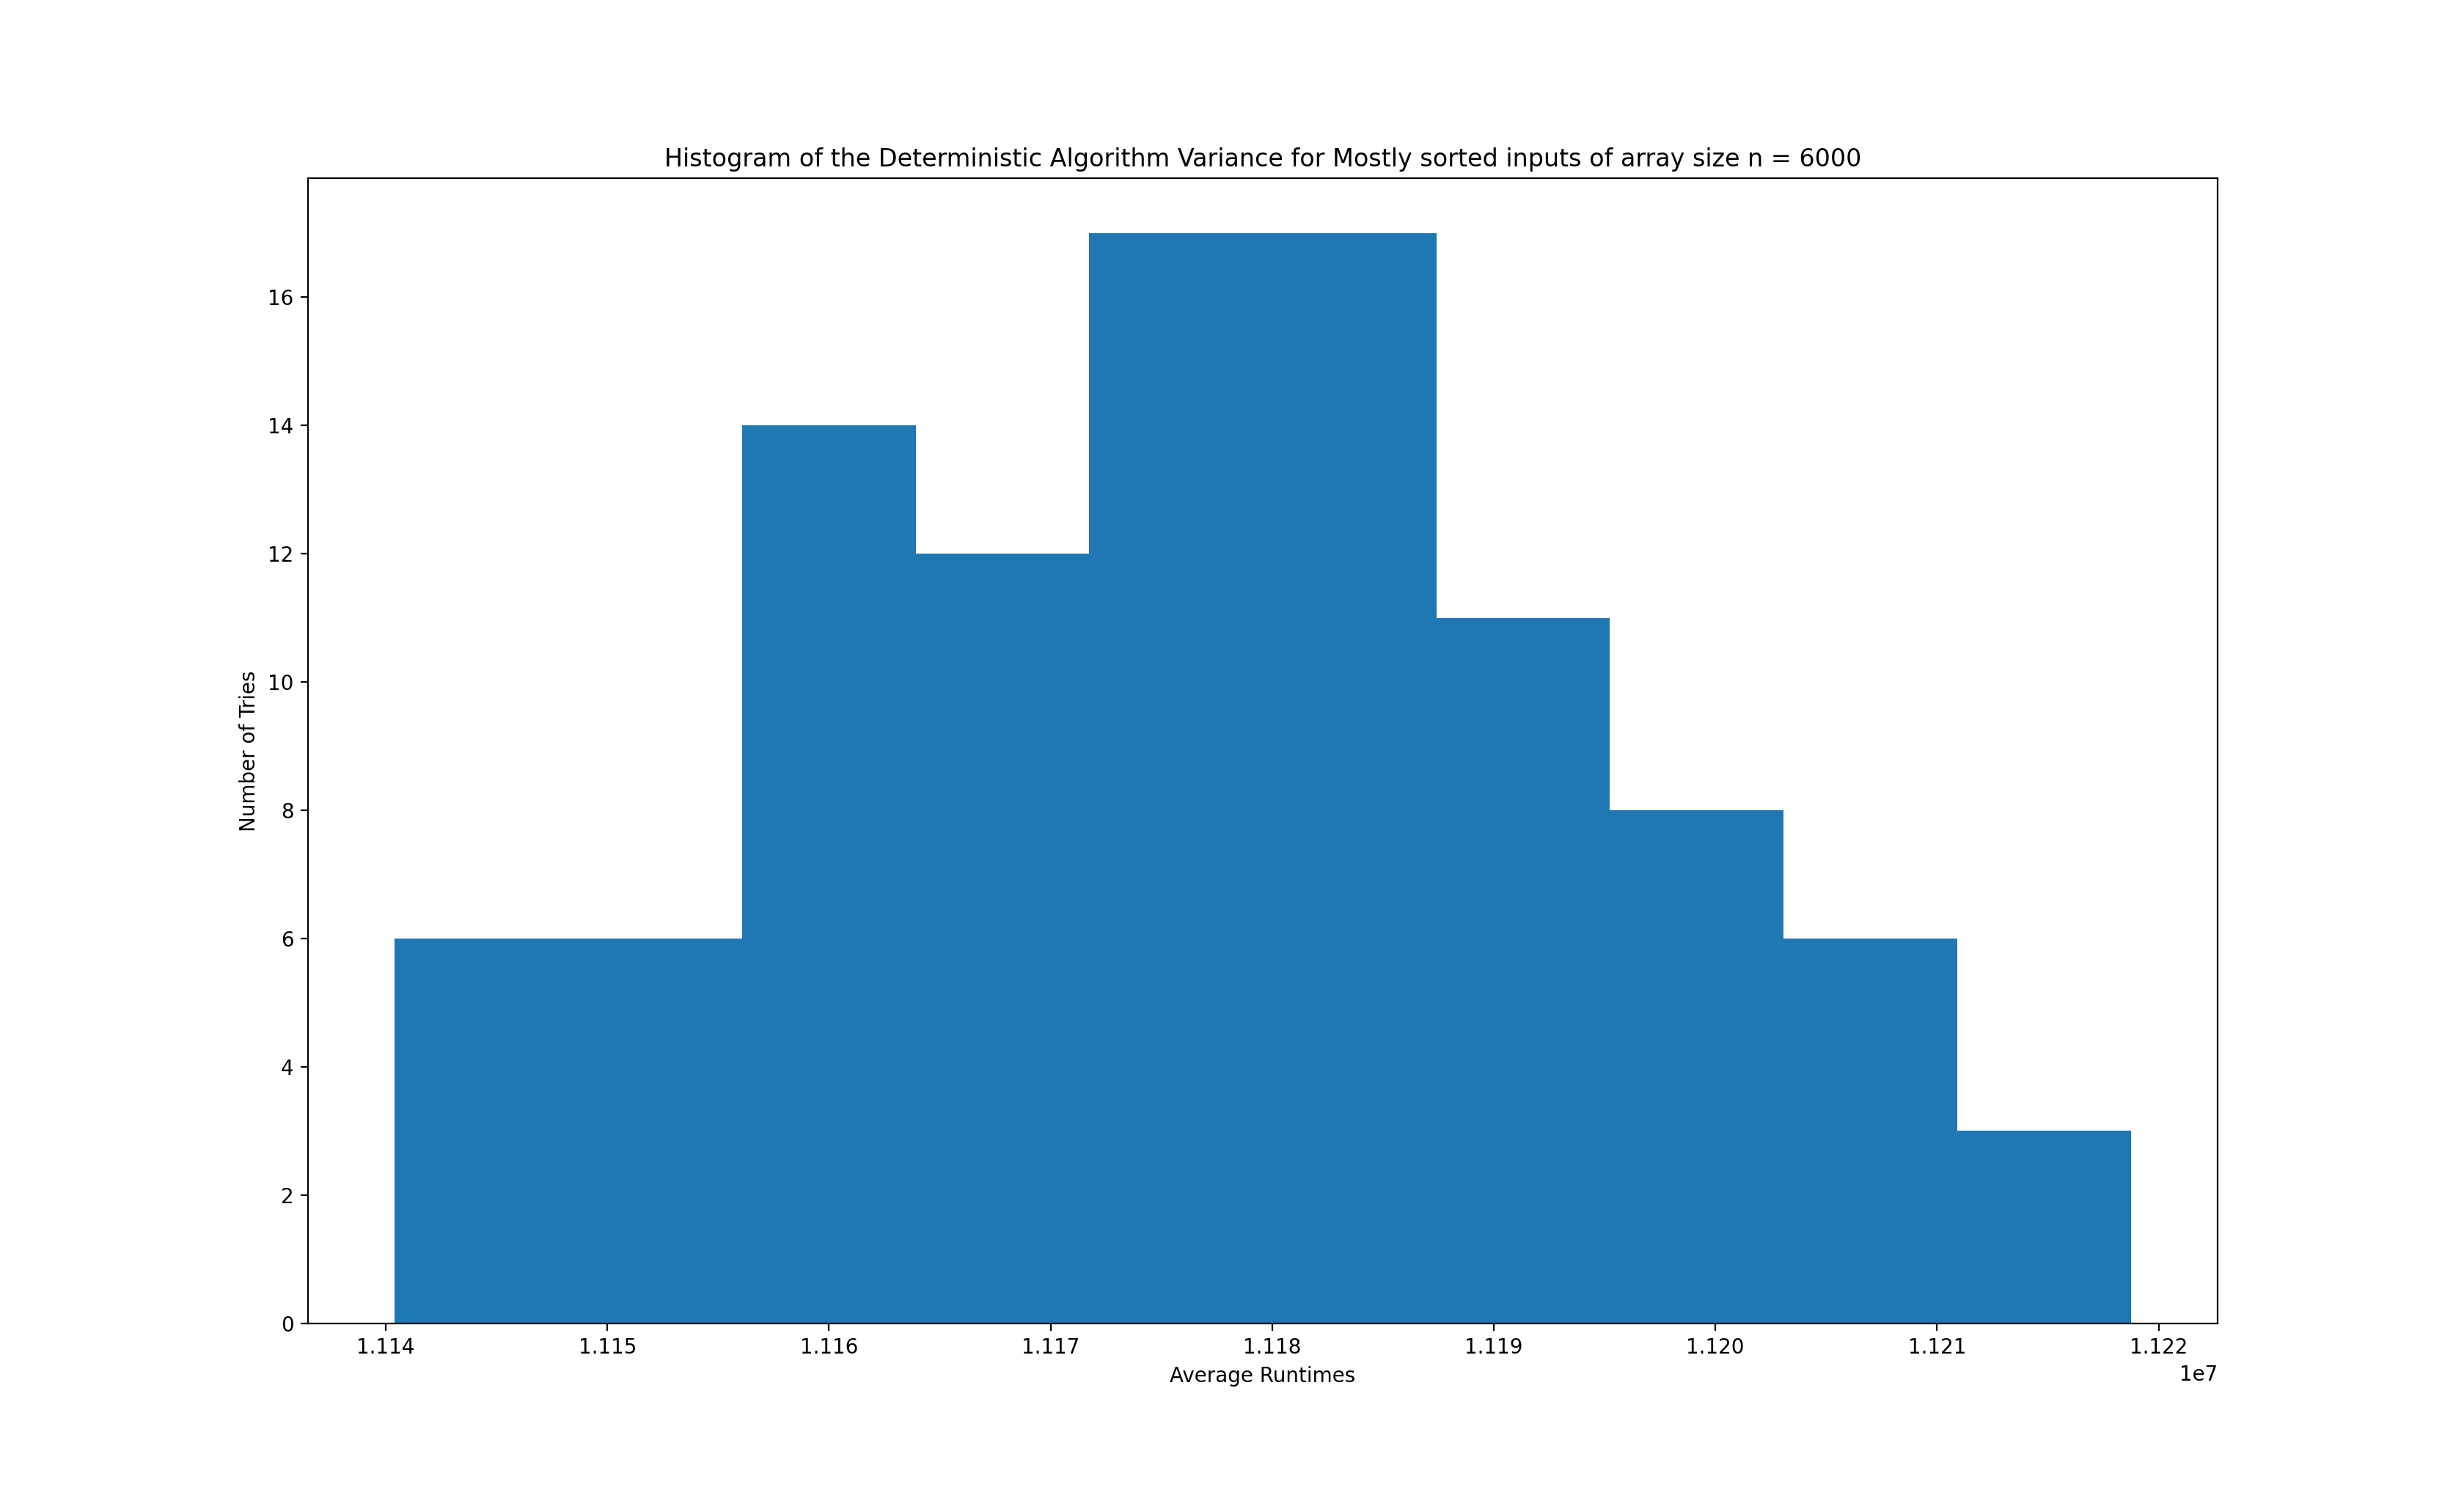 Histogram of the Deterministic Algorithm Variance for Mostly sorted inputs of array size n = 6000
16
14
12
10
8
6
4
2
0
Number of Tries
1.114 1.115 1.116 1.117 1.118 1.119 1.120 1.121 1.122
1e7
Average Runtimes